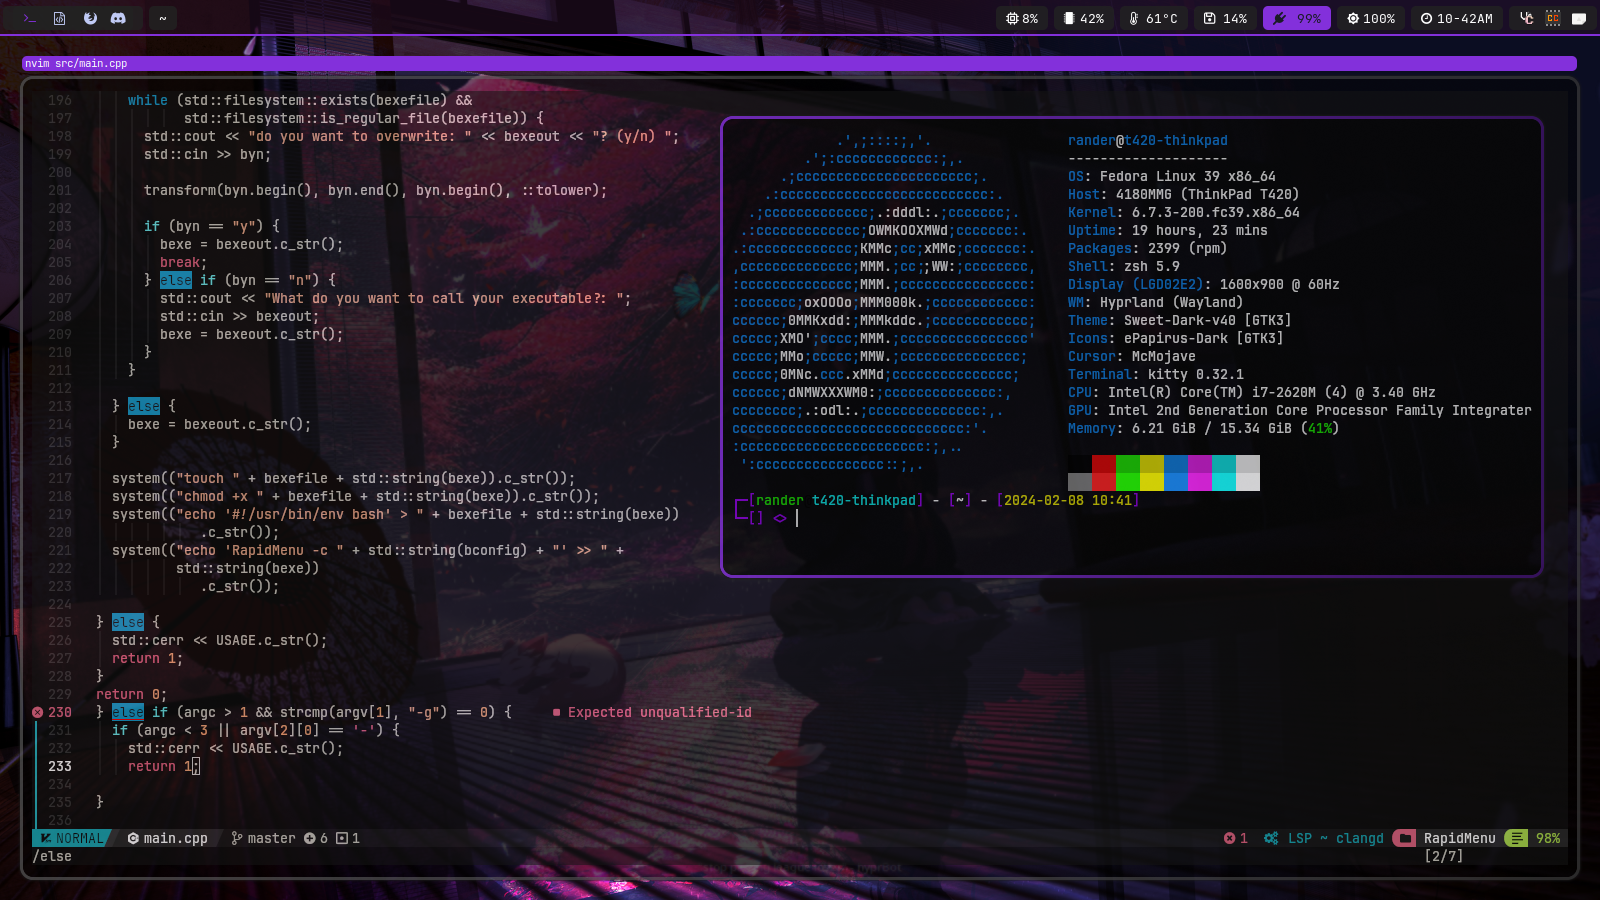 ~
8%
42%
61°C
14%
99%
100%
10-42AM
nvim src/main.cpp
196 while (std::filesystem::exists(bexefile) &&
197 std::filesystem::is_regular_file(bexefile)) {
198 std::cout << "do you want to overwrite: " << bexeout << "? (y/n) ";
199 std::cin >> byn;
200
201 transform(byn.begin(), byn.end(), byn.begin(), ::tolower);
202
203 if (byn == "y") {
204 bexe = bexeout.c_str();
205 break;
206 } else if (byn == "n") {
207 std::cout << "What do you want to call your executable?: ";
208 std::cin >> bexeout;
209 bexe = bexeout.c_str();
210 }
211 }
212
213 } else {
214 bexe = bexeout.c_str();
215 }
216
217 system(("touch " + bexefile + std::string(bexe)).c_str());
218 system(("chmod +x " + bexefile + std::string(bexe)).c_str());
219 system(("echo '#!/usr/bin/env bash' > " + bexefile + std::string(bexe))
220 .c_str());
221 system(("echo 'RapidMenu -c " + std::string(bconfig) + "' >> " +
222 std::string(bexe))
223 .c_str());
224
225 } else {
226 std::cerr << USAGE.c_str();
227 return 1;
228 }
229 return 0;
230 } else if (argc > 1 && strcmp(argv[1], "-g") == 0) { ■ Expected unqualified-id
231 if (argc < 3 || argv[2][0] == '-') {
232 std::cerr << USAGE.c_str();
233 return 1;
234
235 }
236
NORMAL main.cpp master 6 1
1 LSP ~ clangd RapidMenu 98%
/else [2/7]
rander@t420-thinkpad
--------------------
OS: Fedora Linux 39 x86_64
Host: 4180MMG (ThinkPad T420)
Kernel: 6.7.3-200.fc39.x86_64
Uptime: 19 hours, 23 mins
Packages: 2399 (rpm)
Shell: zsh 5.9
Display (LGD02E2): 1600x900 @ 60Hz
WM: Hyprland (Wayland)
Theme: Sweet-Dark-v40 [GTK3]
Icons: ePapirus-Dark [GTK3]
Cursor: McMojave
Terminal: kitty 0.32.1
CPU: Intel(R) Core(TM) i7-2620M (4) @ 3.40 GHz
GPU: Intel 2nd Generation Core Processor Family Integrater
Memory: 6.21 GiB / 15.34 GiB (41%)
[rander t420-thinkpad] - [~] - [2024-02-08 10:41]
[] <>